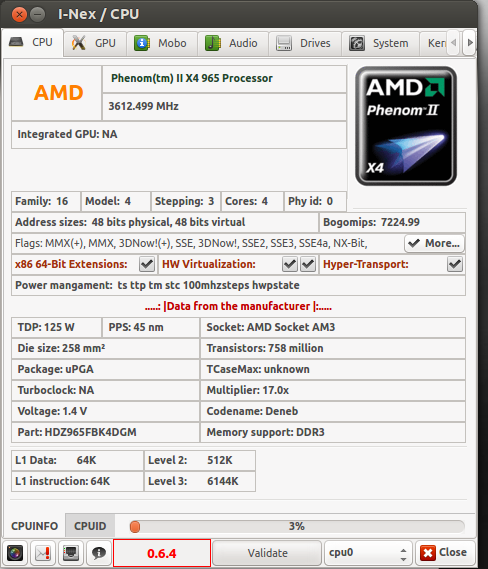 I-Nex / CPU
CPU GPU Mobo Audio Drives System Kern
AMD
Phenom(tm) II X4 965 Processor
3612.499 MHz
Integrated GPU: NA
AMD
Phenom II
X4
Family: 16 Model: 4 Stepping: 3 Cores: 4 Phy id: 0
Address sizes: 48 bits physical, 48 bits virtual Bogomips: 7224.99
Flags: MMX(+), MMX, 3DNow!(+), SSE, 3DNow!, SSE2, SSE3, SSE4a, NX-Bit, More...
x86 64-Bit Extensions: HW Virtualization: Hyper-Transport:
Power mangament: ts ttp tm stc 100mhzsteps hwpstate
.....: |Data from the manufacturer |:.....
TDP: 125 W PPS: 45 nm Socket: AMD Socket AM3
Die size: 258 mm² Transistors: 758 million
Package: uPGA TCaseMax: unknown
Turboclock: NA Multiplier: 17.0x
Voltage: 1.4 V Codename: Deneb
Part: HDZ965FBK4DGM Memory support: DDR3
L1 Data: 64K Level 2: 512K
L1 instruction: 64K Level 3: 6144K
CPUINFO CPUID 3%
0.6.4 Validate cpu0 Close